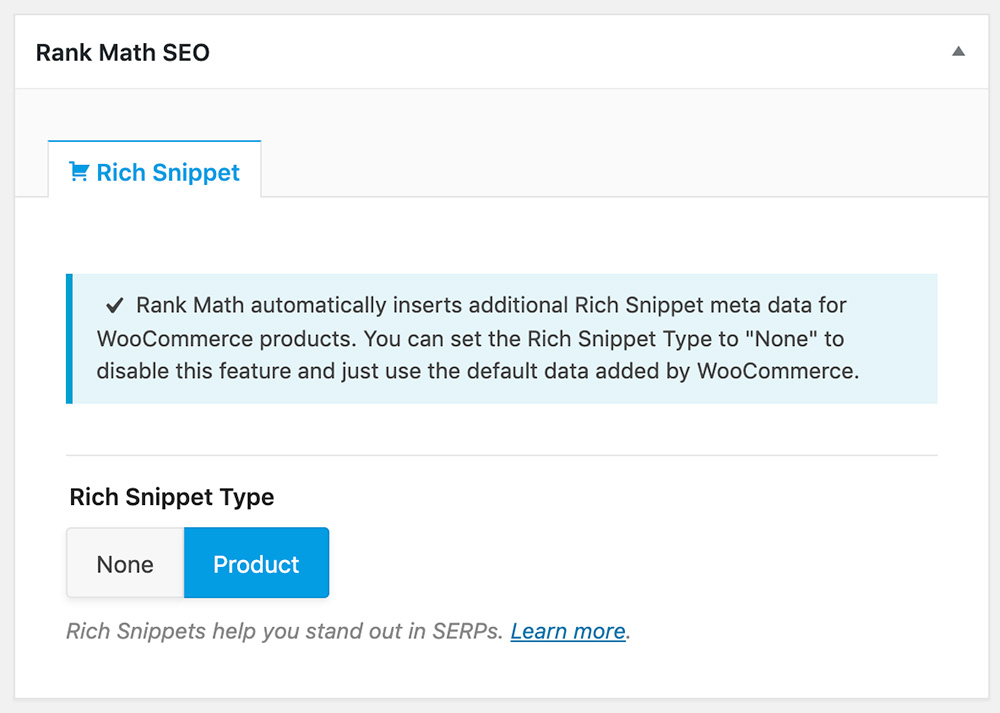 Rank Math SEO
Rich Snippet
Rank Math automatically inserts additional Rich Snippet meta data for
WooCommerce products. You can set the Rich Snippet Type to "None" to
disable this feature and just use the default data added by WooCommerce.
Rich Snippet Type
None Product
Rich Snippets help you stand out in SERPs. Learn more.